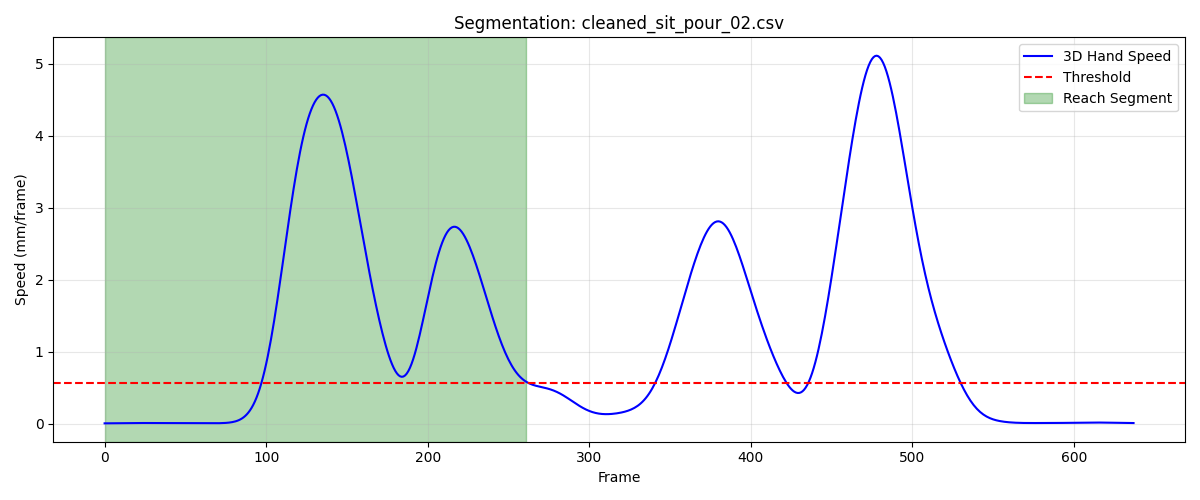 Segmentation: cleaned_sit_pour_02.csv
3D Hand Speed
Threshold
Reach Segment
Speed (mm/frame)
5
4
3
2
1
0
0 100 200 300 400 500 600
Frame